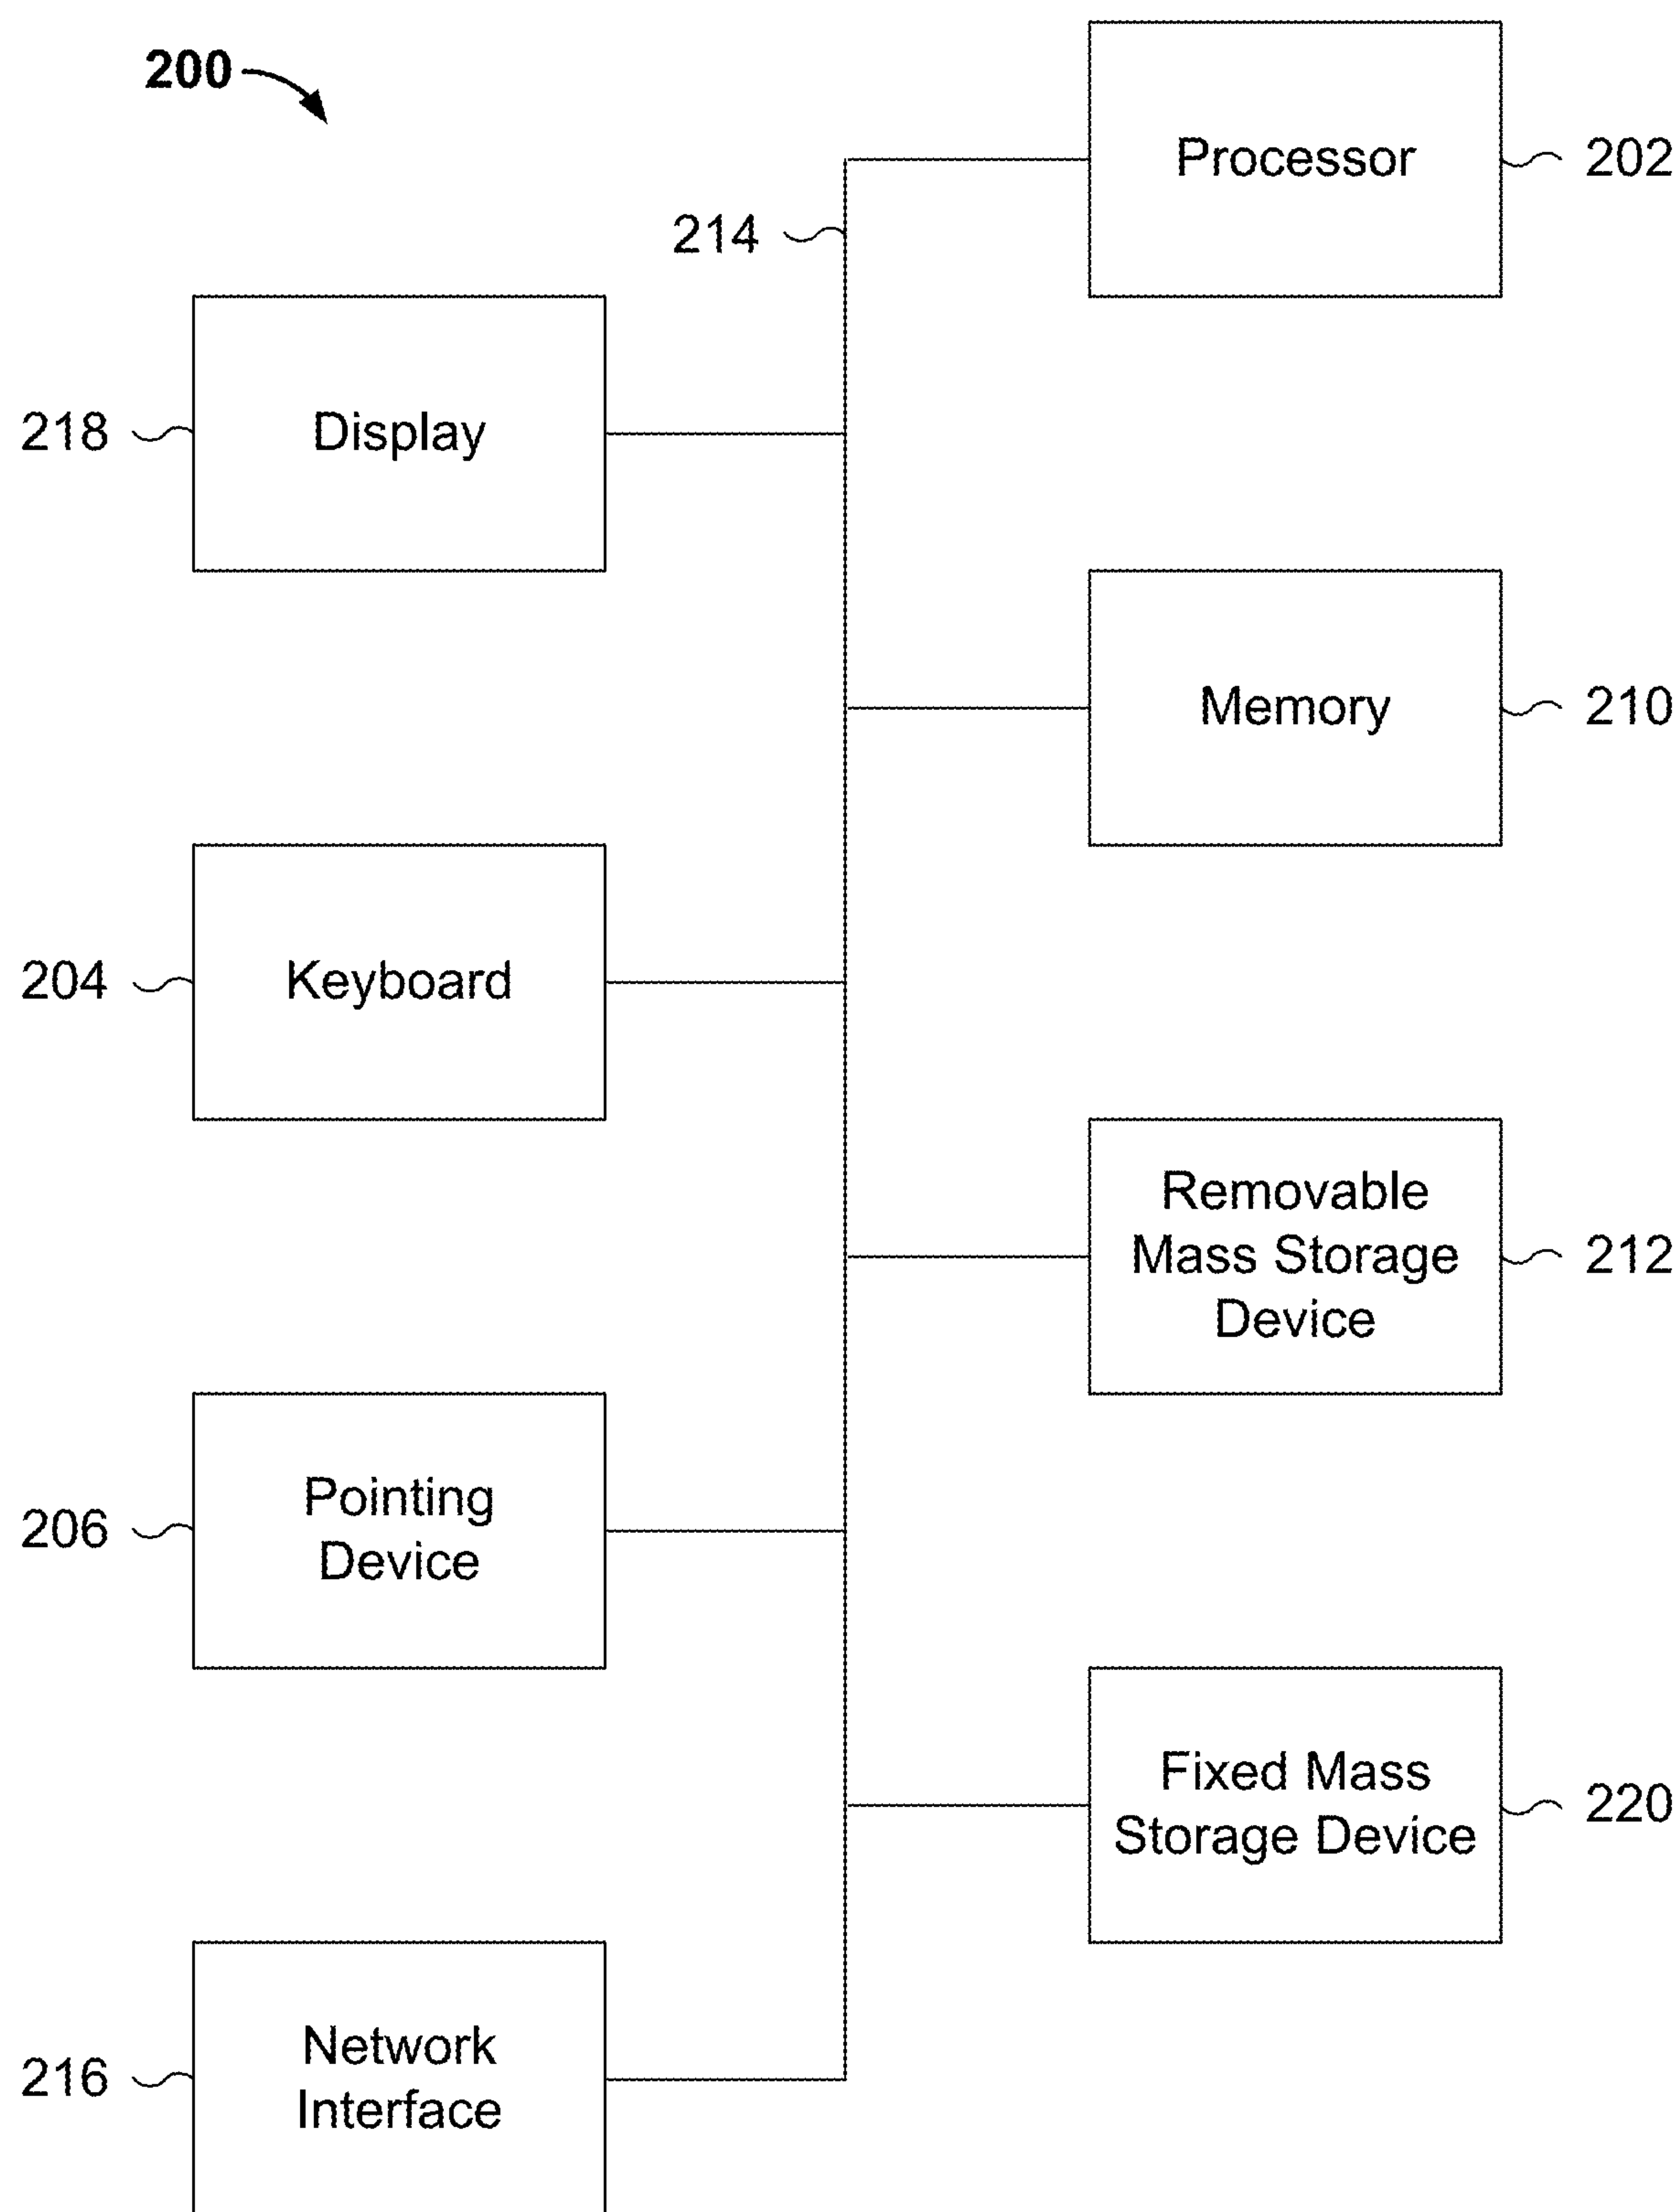 200
Processor
202
214
218
Display
Memory
210
204
Keyboard
Removable
Mass Storage
Device
212
206
Pointing
Device
Fixed Mass
Storage Device
220
216
Network
Interface